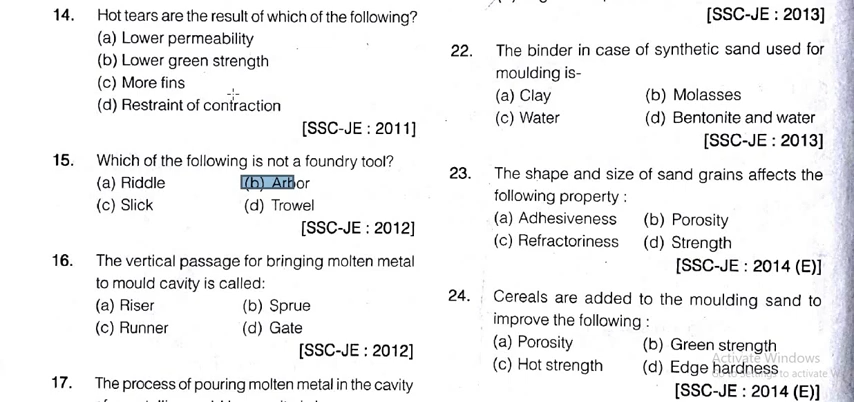 14. Hot tears are the result of which of the following?
(a) Lower permeability
(b) Lower green strength
(c) More fins
(d) Restraint of contraction
[SSC-JE : 2011]
15. Which of the following is not a foundry tool?
(a) Riddle (b) Arbor
(c) Slick (d) Trowel
[SSC-JE : 2012]
16. The vertical passage for bringing molten metal
to mould cavity is called:
(a) Riser (b) Sprue
(c) Runner (d) Gate
[SSC-JE : 2012]
17. The process of pouring molten metal in the cavity
[SSC-JE : 2013]
22. The binder in case of synthetic sand used for
moulding is-
(a) Clay (b) Molasses
(c) Water (d) Bentonite and water
[SSC-JE : 2013]
23. The shape and size of sand grains affects the
following property :
(a) Adhesiveness (b) Porosity
(c) Refractoriness (d) Strength
[SSC-JE : 2014 (E)]
24. Cereals are added to the moulding sand to
improve the following :
(a) Porosity (b) Green strength
Activate Windows
(c) Hot strength (d) Edge hardness
to activate
[SSC-JE : 2014 (E)]